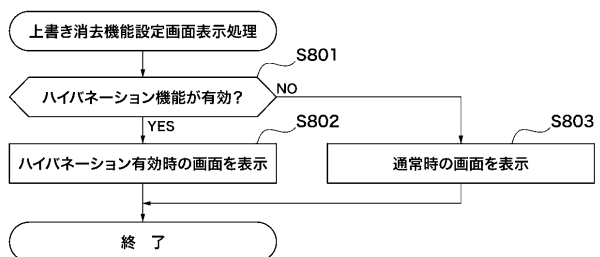 上書き消去機能設定画面表示処理
S801
ハイバネーション機能が有効？
NO
YES
S802
S803
ハイバネーション有効時の画面を表示
通常時の画面を表示
終 了